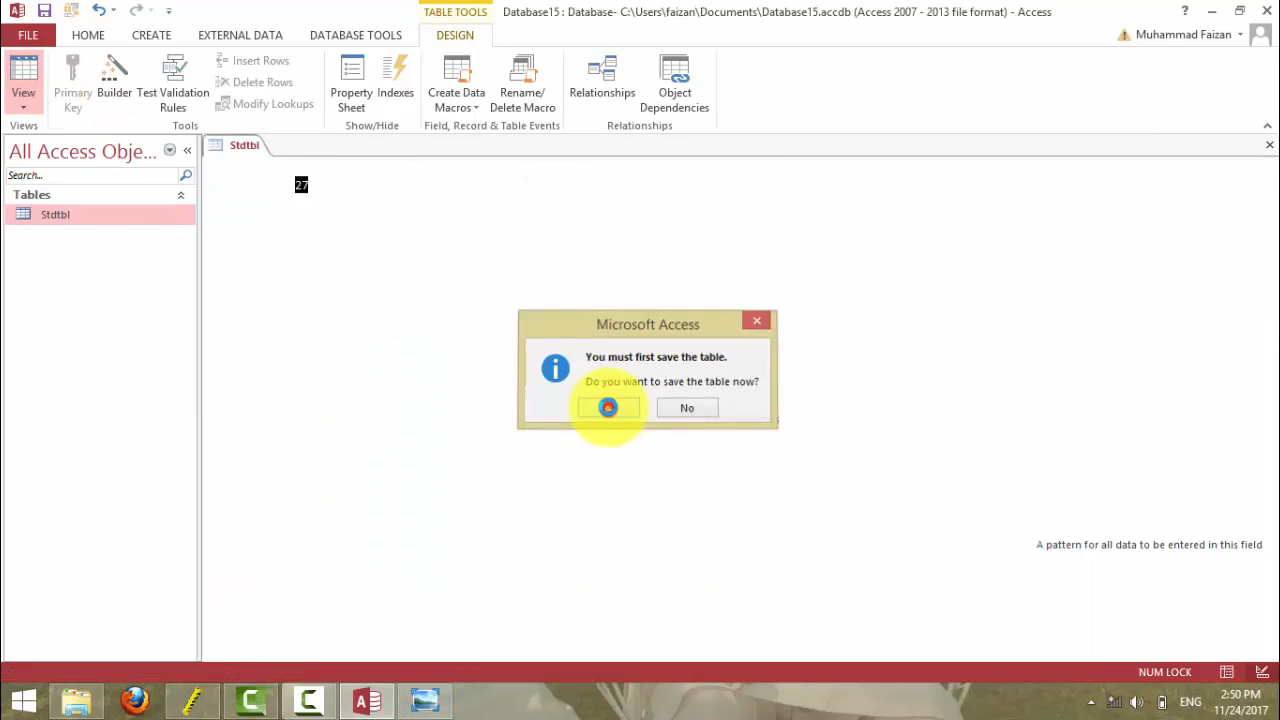 TABLE TOOLS
Database15 : Database- C:\Users\faizan\Documents\Database15.accdb (Access 2007 - 2013 file format) - Access
?
FILE HOME CREATE EXTERNAL DATA DATABASE TOOLS DESIGN
Muhammad Faizan
View
Primary Key
Builder
Test Validation Rules
Insert Rows
Delete Rows
Modify Lookups
Property Sheet
Indexes
Create Data Macros
Rename/ Delete Macro
Relationships
Object Dependencies
Views
Tools
Show/Hide
Field, Record & Table Events
Relationships
All Access Obje...
Search...
Tables
Stdtbl
Stdtbl
27
Microsoft Access
You must first save the table.
Do you want to save the table now?
No
A pattern for all data to be entered in this field
NUM LOCK
ENG
2:50 PM
11/24/2017